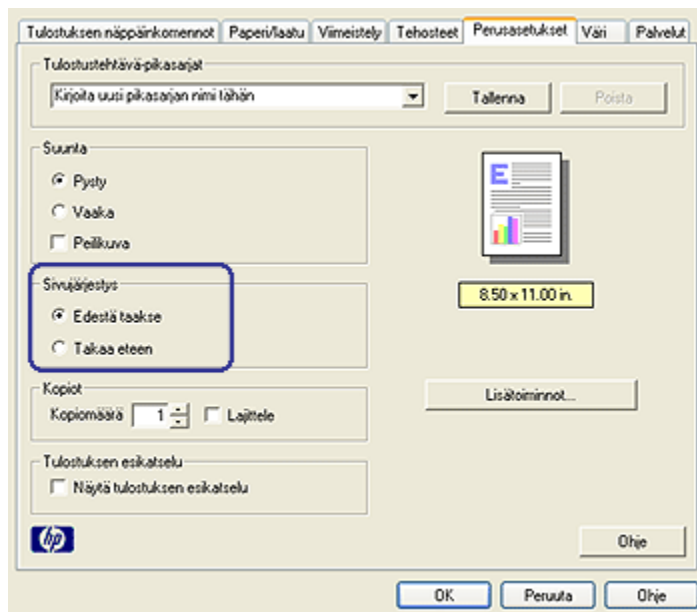 Tulostuksen näppäinkomennot Paperi/laatu Viimeistely Tehosteet Perusasetukset Väri Palvelut
Tulostustehtävä-pikasarjat
Kirjoita uusi pikasarjan nimi tähän Tallenna Poista
Suunta
Pysty
Vaaka
Peilikuva
E
Sivujärjestys
Edestä taakse
Takaa eteen
8.50 x 11.00 in.
Kopiot
Kopiomäärä 1 Lajittele
Lisätoiminnot...
Tulostuksen esikatselu
Näytä tulostuksen esikatselu
hp
Ohje
OK Peruuta Ohje